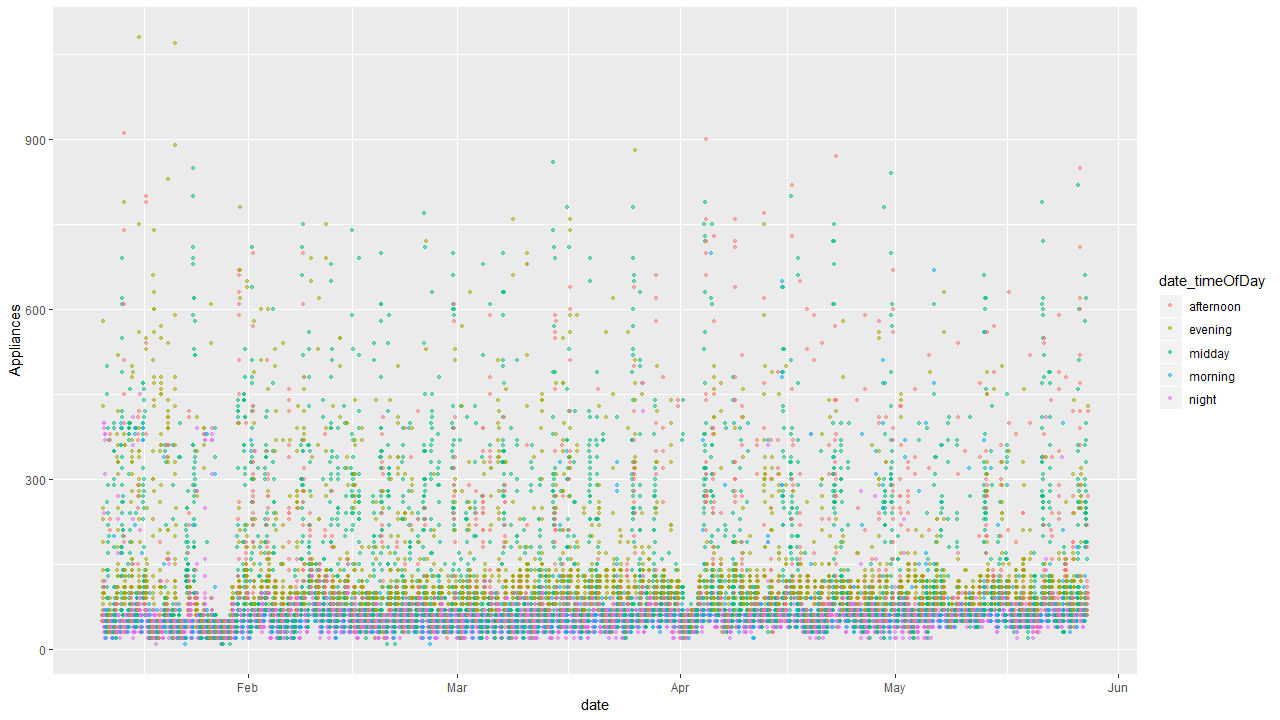 Appliances
900
600
300
0
Feb
Mar
Apr
May
Jun
date
date_timeOfDay
afternoon
evening
midday
morning
night